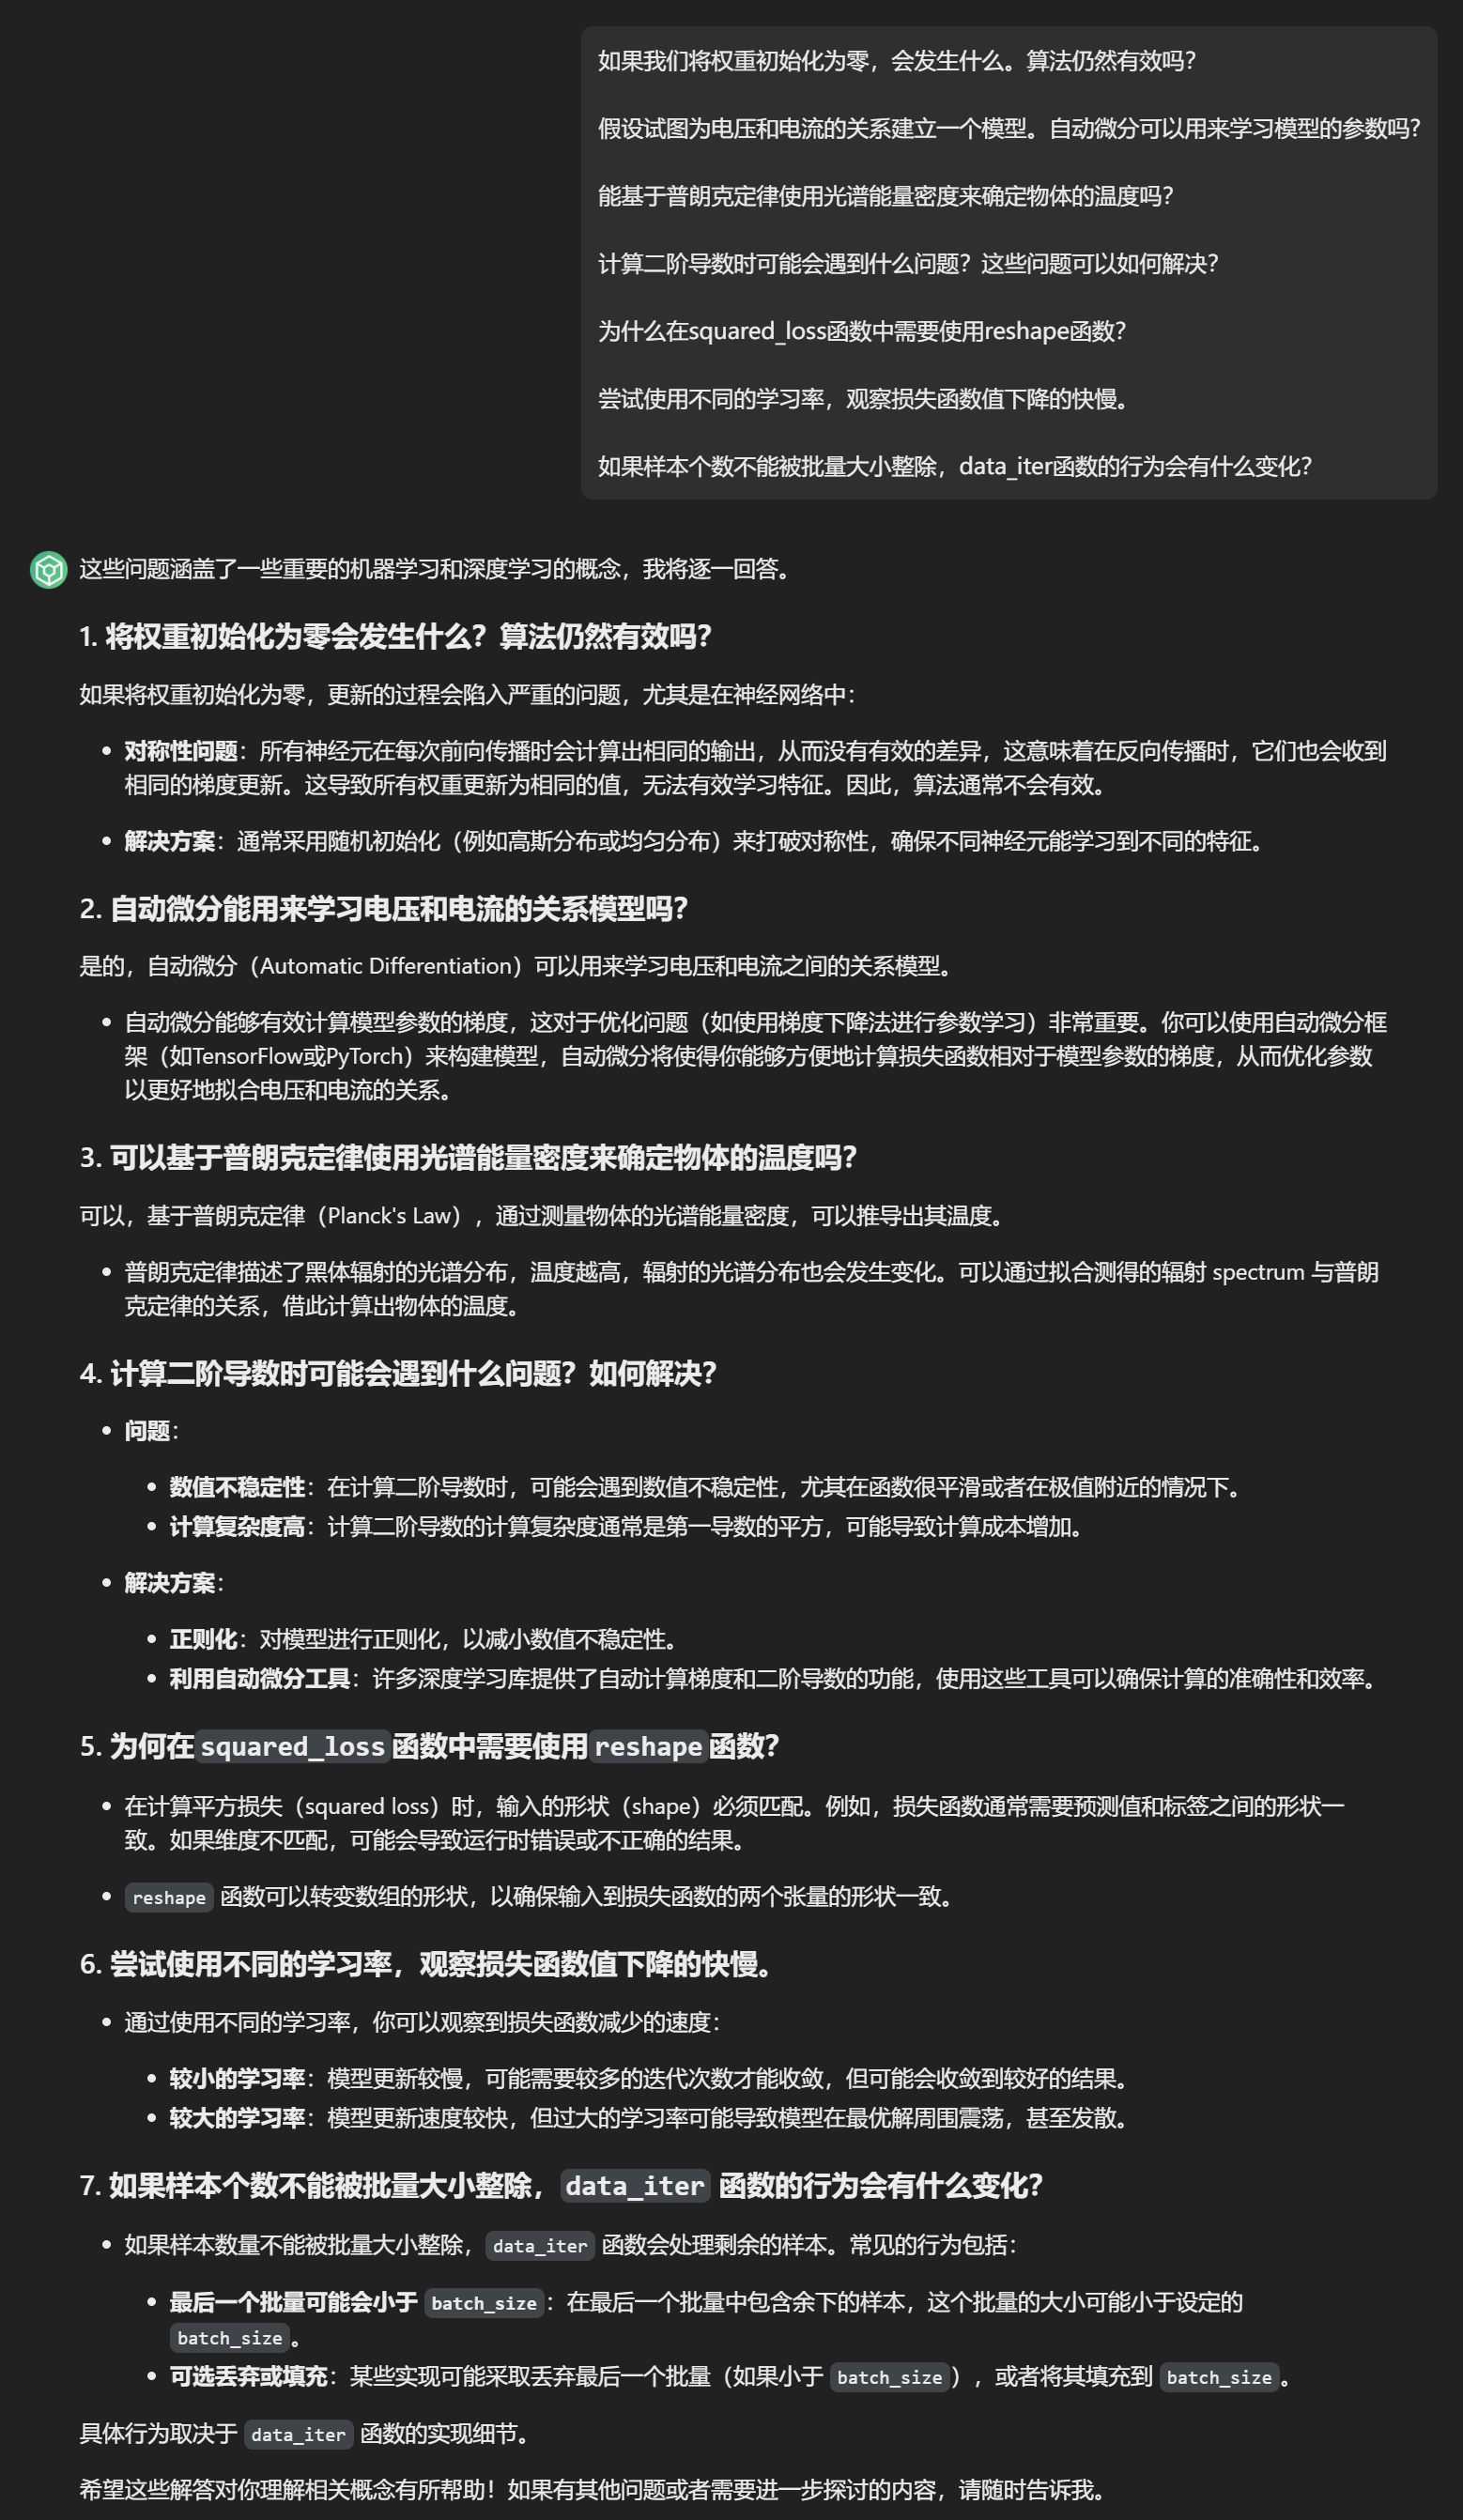 如果我们将权重初始化为零，会发生什么。算法仍然有效吗？
假设试图为电压和电流的关系建立一个模型。自动微分可以用来学习模型的参数吗？
能基于普朗克定律使用光谱能量密度来确定物体的温度吗？
计算二阶导数时可能会遇到什么问题？这些问题可以如何解决？
为什么在squared_loss函数中需要使用reshape函数？
尝试使用不同的学习率，观察损失函数值下降的快慢。
如果样本个数不能被批量大小整除，data_iter函数的行为会有什么变化？
这些问题涵盖了一些重要的机器学习和深度学习的概念，我将逐一回答。
1. 将权重初始化为零会发生什么？算法仍然有效吗？
如果将权重初始化为零，更新的过程会陷入严重的问题，尤其是在神经网络中：
• 对称性问题：所有神经元在每次前向传播时会计算出相同的输出，从而没有有效的差异，这意味着在反向传播时，它们也会收到
相同的梯度更新。这导致所有权重更新为相同的值，无法有效学习特征。因此，算法通常不会有效。
• 解决方案：通常采用随机初始化（例如高斯分布或均匀分布）来打破对称性，确保不同神经元能学习到不同的特征。
2. 自动微分能用来学习电压和电流的关系模型吗？
是的，自动微分（Automatic Differentiation）可以用来学习电压和电流之间的关系模型。
• 自动微分能够有效计算模型参数的梯度，这对于优化问题（如使用梯度下降法进行参数学习）非常重要。你可以使用自动微分框
架（如TensorFlow或PyTorch）来构建模型，自动微分将使得你能够方便地计算损失函数相对于模型参数的梯度，从而优化参数
以更好地拟合电压和电流的关系。
3. 可以基于普朗克定律使用光谱能量密度来确定物体的温度吗？
可以，基于普朗克定律（Planck's Law），通过测量物体的光谱能量密度，可以推导出其温度。
• 普朗克定律描述了黑体辐射的光谱分布，温度越高，辐射的光谱分布也会发生变化。可以通过拟合测得的辐射 spectrum 与普朗
克定律的关系，借此计算出物体的温度。
4. 计算二阶导数时可能会遇到什么问题？如何解决？
• 问题：
• 数值不稳定性：在计算二阶导数时，可能会遇到数值不稳定性，尤其在函数很平滑或者在极值附近的情况下。
• 计算复杂度高：计算二阶导数的计算复杂度通常是第一导数的平方，可能导致计算成本增加。
• 解决方案：
• 正则化：对模型进行正则化，以减小数值不稳定性。
• 利用自动微分工具：许多深度学习库提供了自动计算梯度和二阶导数的功能，使用这些工具可以确保计算的准确性和效率。
5. 为何在squared_loss函数中需要使用reshape函数？
• 在计算平方损失（squared loss）时，输入的形状（shape）必须匹配。例如，损失函数通常需要预测值和标签之间的形状一
致。如果维度不匹配，可能会导致运行时错误或不正确的结果。
• reshape 函数可以转变数组的形状，以确保输入到损失函数的两个张量的形状一致。
6. 尝试使用不同的学习率，观察损失函数值下降的快慢。
• 通过使用不同的学习率，你可以观察到损失函数减少的速度：
• 较小的学习率：模型更新较慢，可能需要较多的迭代次数才能收敛，但可能会收敛到较好的结果。
• 较大的学习率：模型更新速度较快，但过大的学习率可能导致模型在最优解周围震荡，甚至发散。
7. 如果样本个数不能被批量大小整除，data_iter 函数的行为会有什么变化？
• 如果样本数量不能被批量大小整除，data_iter 函数会处理剩余的样本。常见的行为包括：
• 最后一个批量可能会小于 batch_size：在最后一个批量中包含余下的样本，这个批量的大小可能小于设定的
batch_size。
• 可选丢弃或填充：某些实现可能采取丢弃最后一个批量（如果小于 batch_size），或者将其填充到 batch_size。
具体行为取决于 data_iter 函数的实现细节。
希望这些解答对你理解相关概念有所帮助！如果有其他问题或者需要进一步探讨的内容，请随时告诉我。